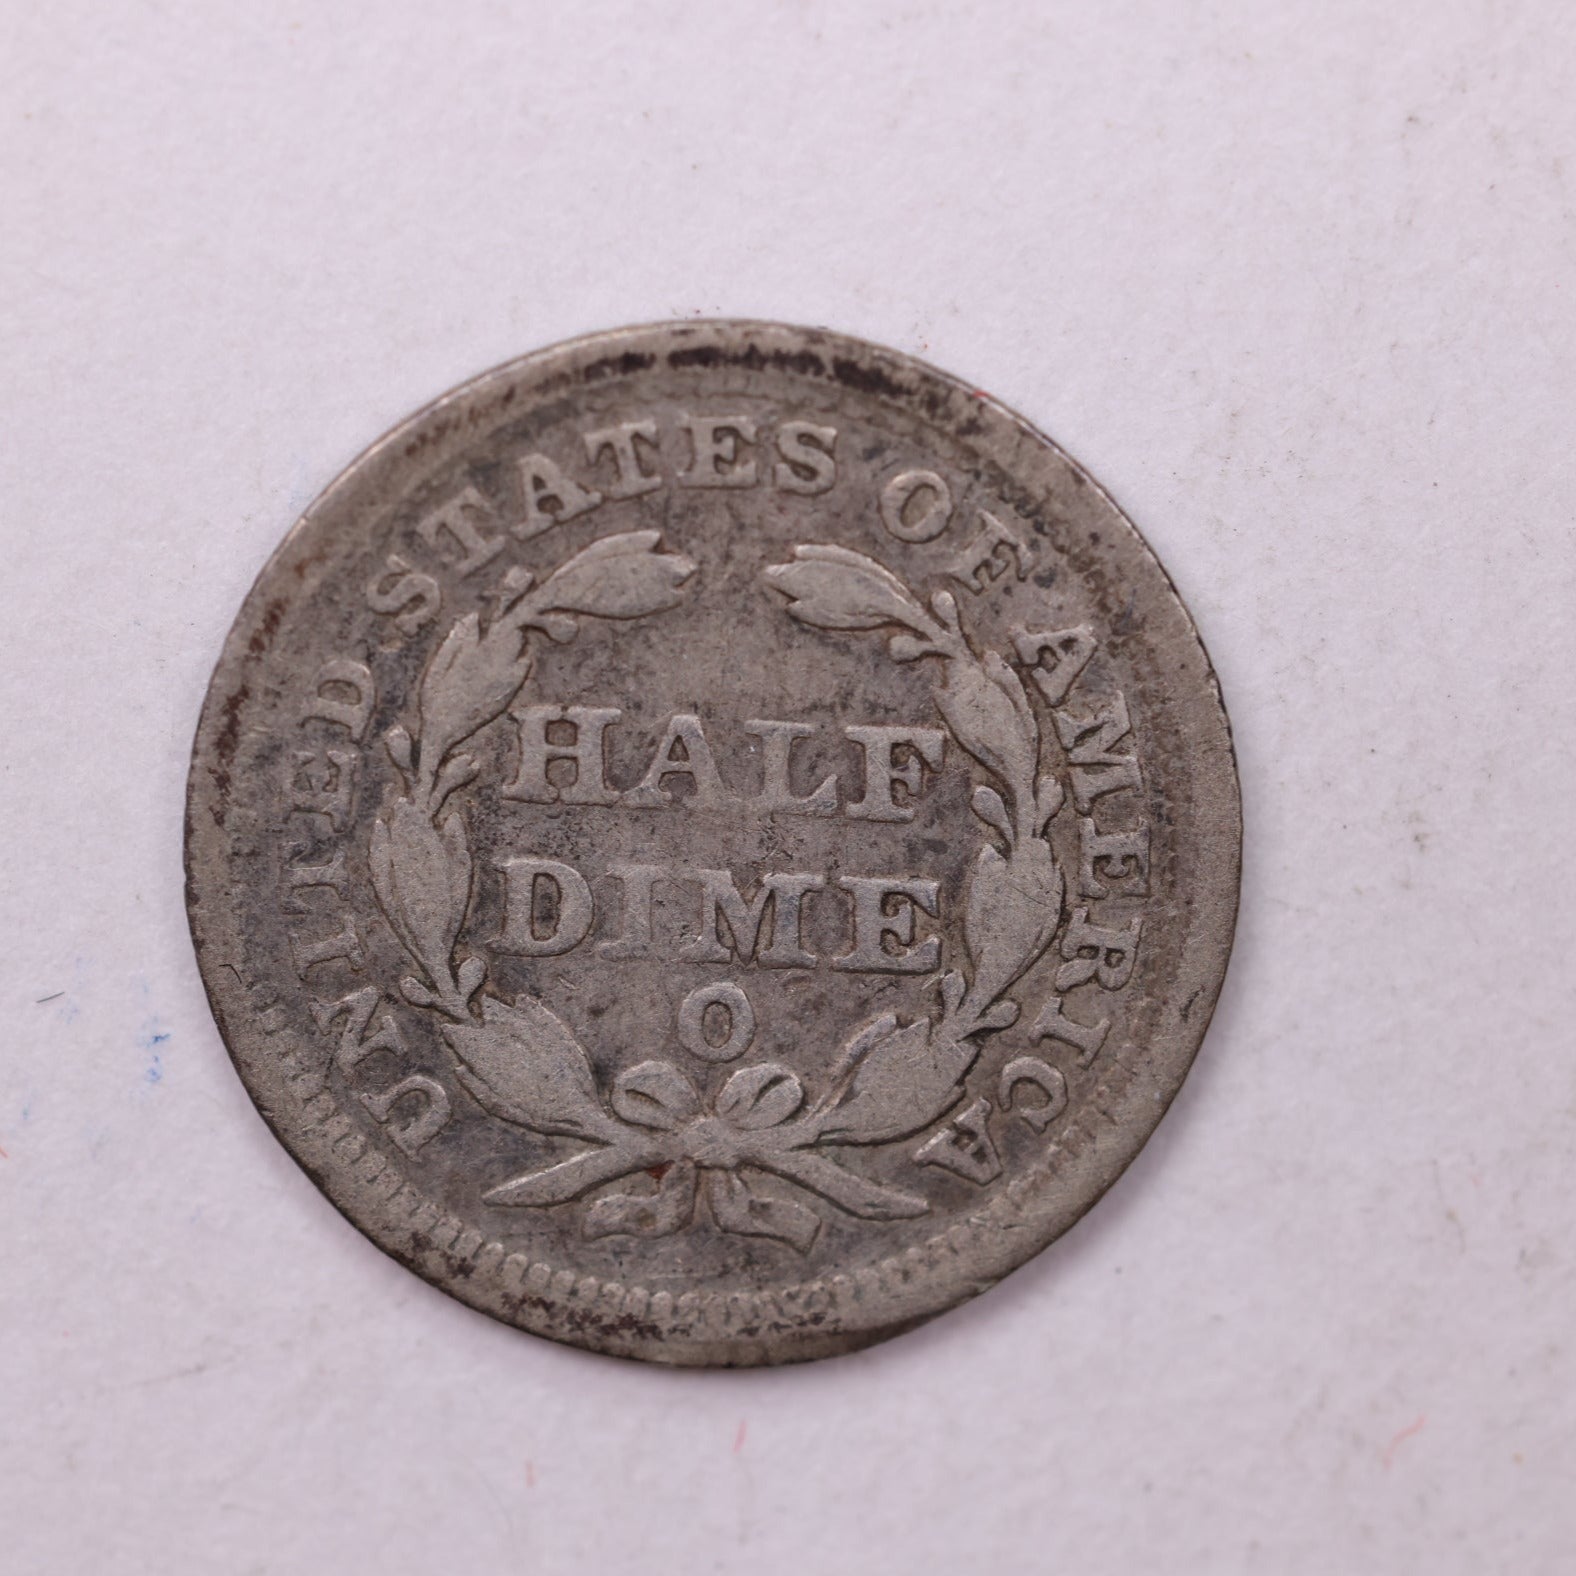 UNITED STATES OF AMERICA
HALF
DIME
O